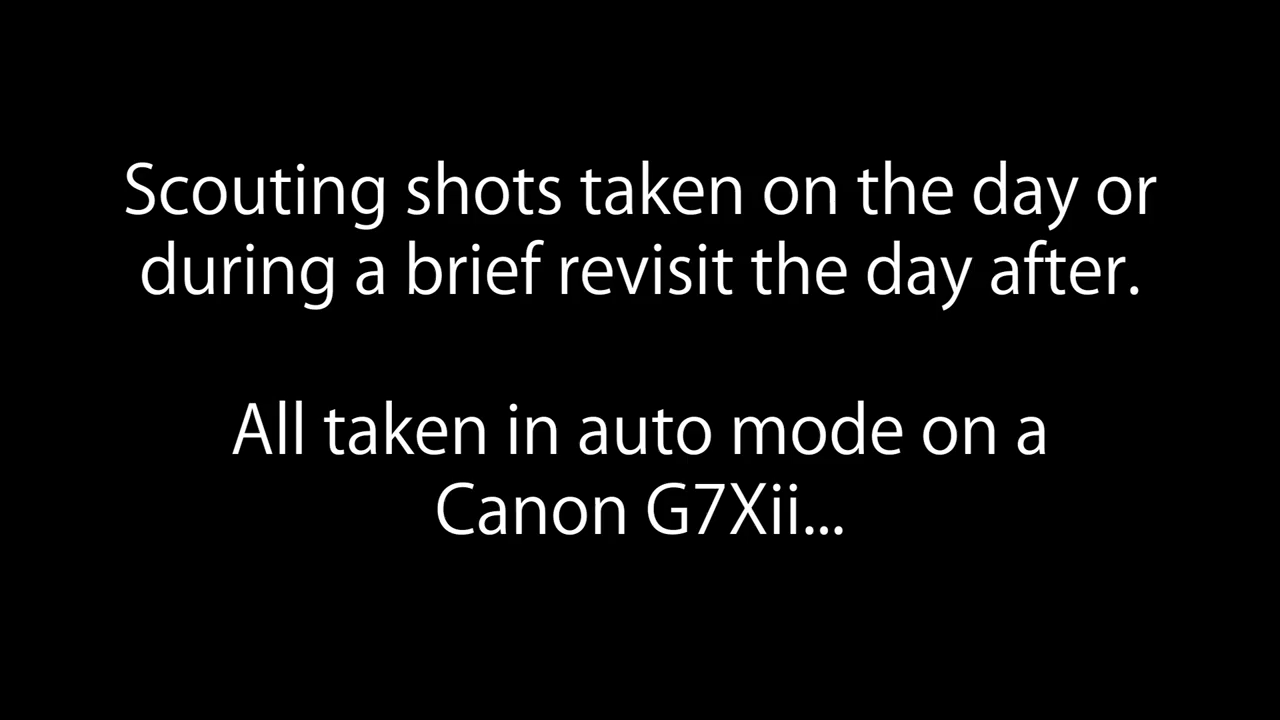 Scouting shots taken on the day or
during a brief revisit the day after.
All taken in auto mode on a
Canon G7Xii...